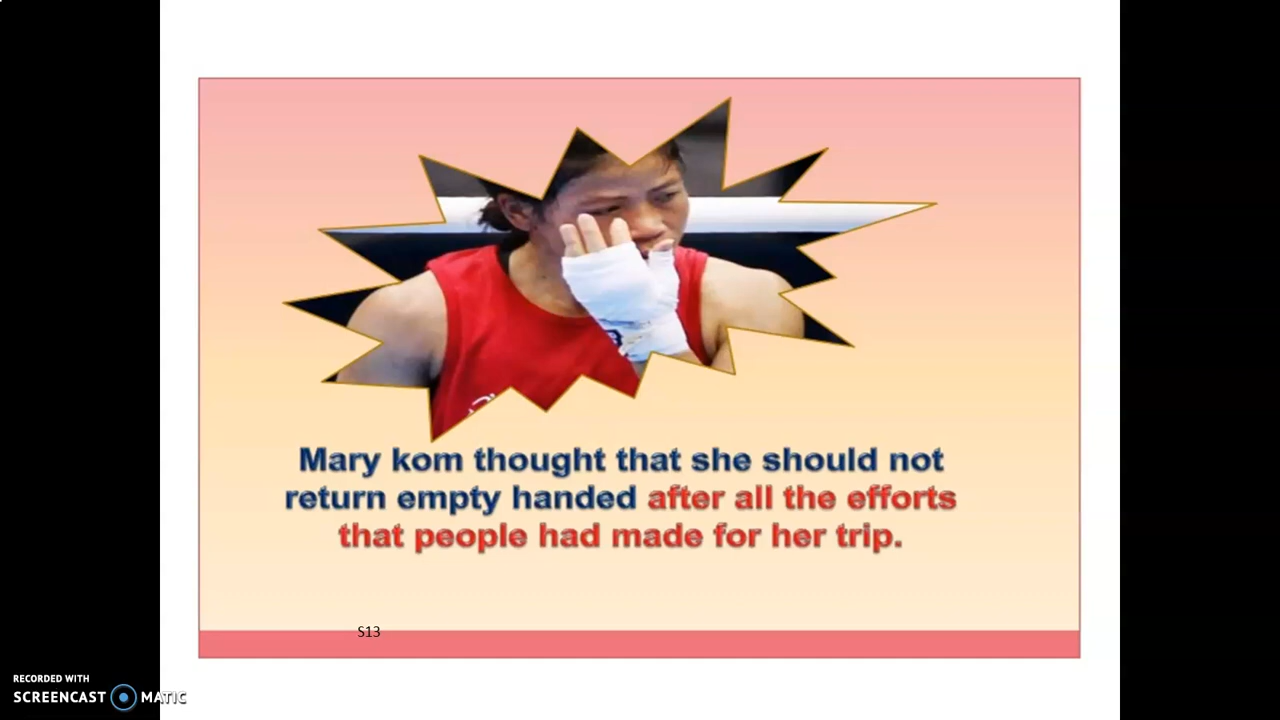 Mary kom thought that she should not
return empty handed after all the efforts
that people had made for her trip.
S13
RECORDED WITH
SCREENCAST MATIC